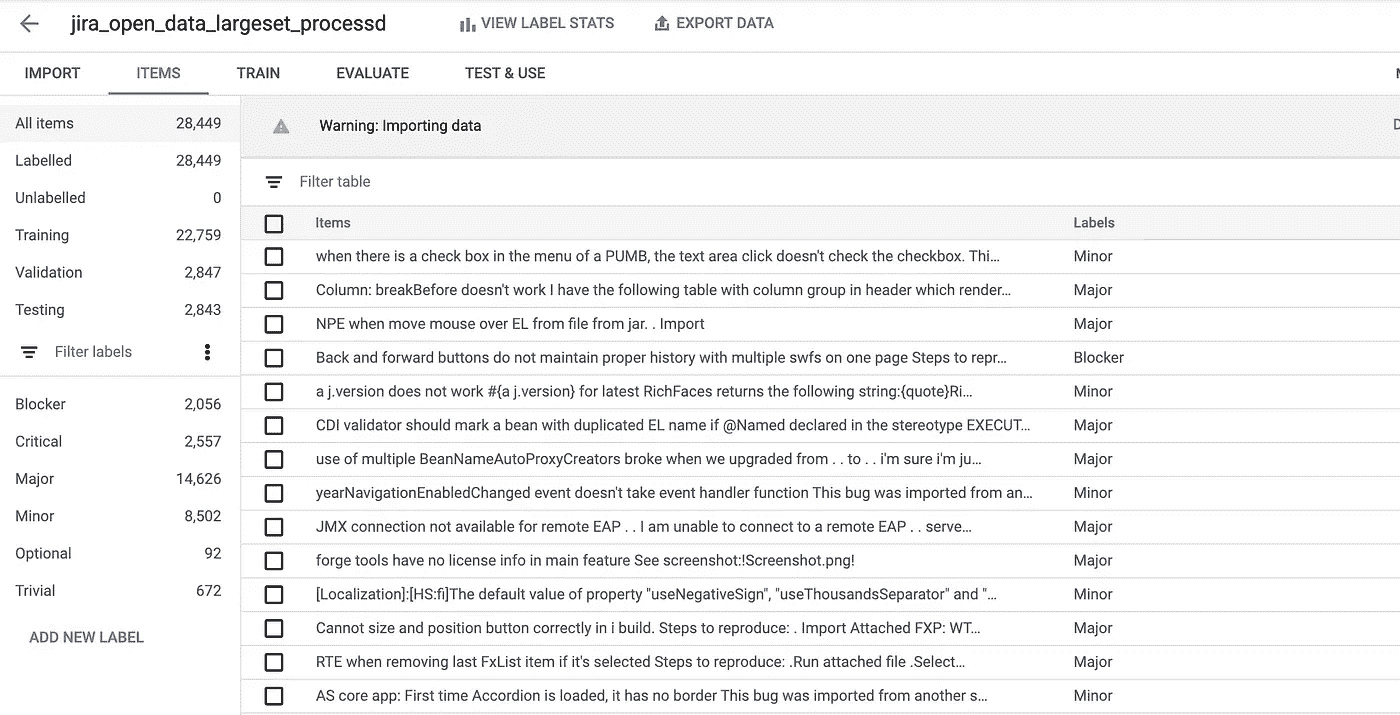 jira_open_data_largeset_processd VIEW LABEL STATS EXPORT DATA
IMPORT ITEMS TRAIN EVALUATE TEST & USE
All items 28,449
Labelled 28,449
Unlabelled 0
Training 22,759
Validation 2,847
Testing 2,843
Filter labels
Blocker 2,056
Critical 2,557
Major 14,626
Minor 8,502
Optional 92
Trivial 672
ADD NEW LABEL
Warning: Importing data
Filter table
Items Labels
when there is a check box in the menu of a PUMB, the text area click doesn't check the checkbox. Thi... Minor
Column: breakBefore doesn't work I have the following table with column group in header which render... Major
NPE when move mouse over EL from file from jar. . Import Major
Back and forward buttons do not maintain proper history with multiple swfs on one page Steps to repr... Blocker
a j.version does not work #{a j.version} for latest RichFaces returns the following string:{quote}Ri... Minor
CDI validator should mark a bean with duplicated EL name if @Named declared in the stereotype EXECUT... Major
use of multiple BeanNameAutoProxyCreators broke when we upgraded from . . to . . i'm sure i'm ju... Major
yearNavigationEnabledChanged event doesn't take event handler function This bug was imported from an... Minor
JMX connection not available for remote EAP . . I am unable to connect to a remote EAP . . serve... Major
forge tools have no license info in main feature See screenshot:!Screenshot.png! Major
[Localization]:[HS:fi]The default value of property "useNegativeSign", "useThousandsSeparator" and "... Minor
Cannot size and position button correctly in i build. Steps to reproduce: . Import Attached FXP: WT... Major
RTE when removing last FxList item if it's selected Steps to reproduce: .Run attached file .Select... Major
AS core app: First time Accordion is loaded, it has no border This bug was imported from another s... Minor